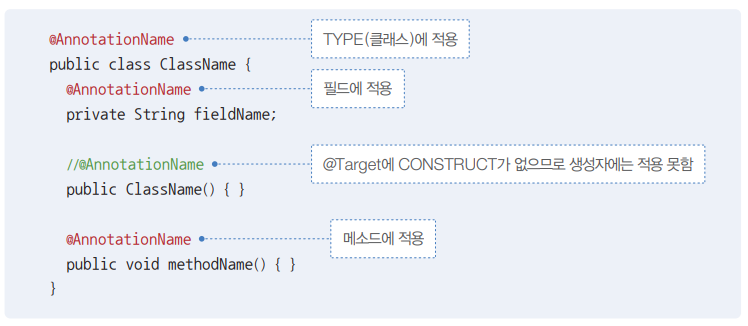 @AnnotationName TYPE(클래스)에 적용
public class ClassName {
@AnnotationName 필드에 적용
private String fieldName;
//@AnnotationName @Target에 CONSTRUCT가 없으므로 생성자에는 적용 못함
public ClassName() { }
@AnnotationName 메소드에 적용
public void methodName() { }
}